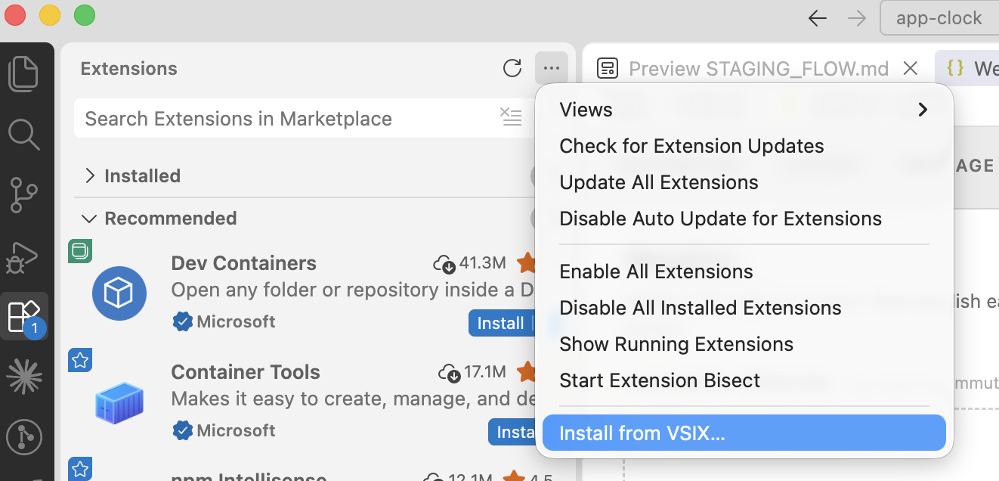 app-clock
Extensions
Preview STAGING_FLOW.md
{} We
Search Extensions in Marketplace
Views
Check for Extension Updates
Update All Extensions
Disable Auto Update for Extensions
Enable All Extensions
Disable All Installed Extensions
Show Running Extensions
Start Extension Bisect
Install from VSIX...
Installed
Recommended
Dev Containers
41.3M
Open any folder or repository inside a D
Microsoft
Install
1
Container Tools
17.1M
Makes it easy to create, manage, and de
Microsoft
Insta
npm Intellisense
12.1M
4.5
AGE
ish ea
mmut